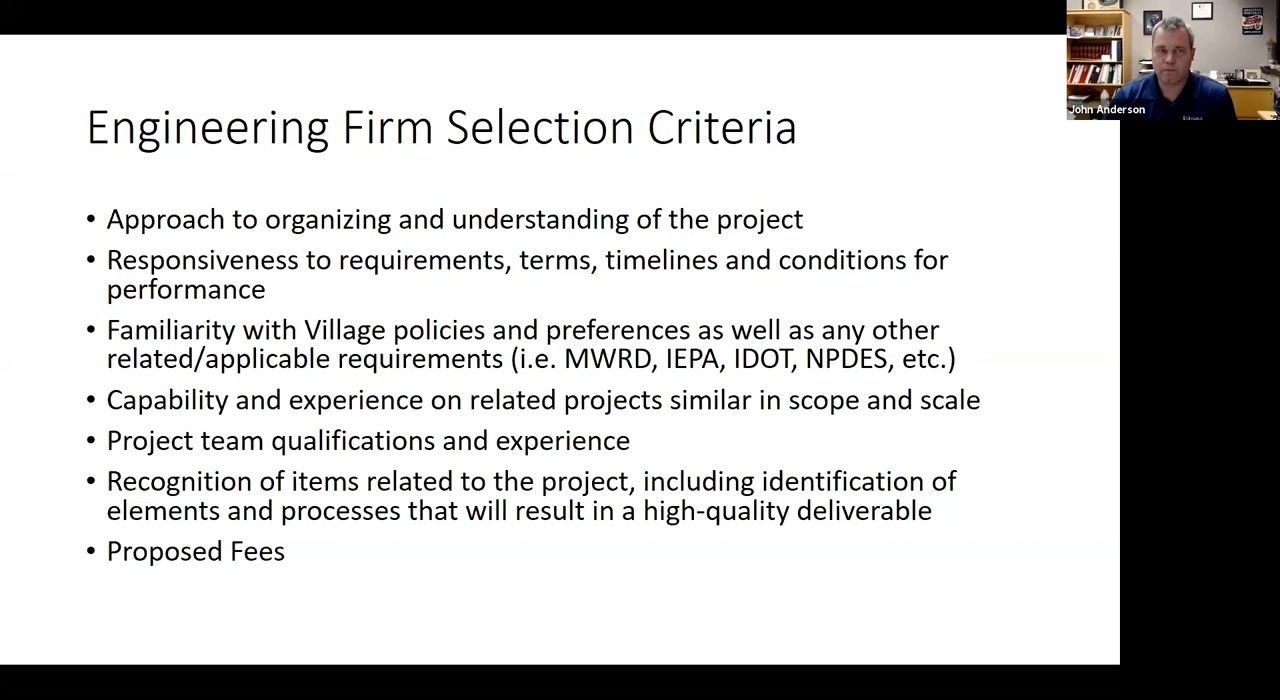 John Anderson
Engineering Firm Selection Criteria
• Approach to organizing and understanding of the project
• Responsiveness to requirements, terms, timelines and conditions for
performance
• Familiarity with Village policies and preferences as well as any other
related/applicable requirements (i.e. MWRD, IEPA, IDOT, NPDES, etc.)
• Capability and experience on related projects similar in scope and scale
• Project team qualifications and experience
• Recognition of items related to the project, including identification of
elements and processes that will result in a high-quality deliverable
• Proposed Fees